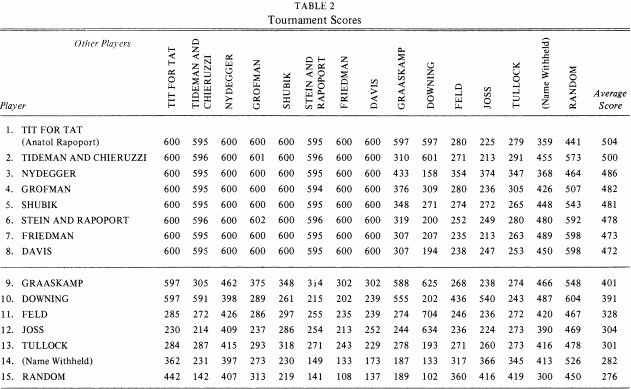 TABLE 2
Tournament Scores
Other Players
Player TIT FOR TAT TIDEMAN AND CHIERUZZI NYDEGGER GROFMAN SHUBIK STEIN AND RAPOPORT FRIEDMAN DAVIS GRAASKAMP DOWNING FELD JOSS TULLOCK (Name Withheld) RANDOM Average Score
1. TIT FOR TAT
(Anatol Rapoport) 600 595 600 600 600 595 600 600 597 597 280 225 279 359 441 504
2. TIDEMAN AND CHIERUZZI 600 596 600 601 600 596 600 600 310 601 271 213 291 455 573 500
3. NYDEGGER 600 595 600 600 600 595 600 600 433 158 354 374 347 368 464 486
4. GROFMAN 600 595 600 600 600 594 600 600 376 309 280 236 305 426 507 482
5. SHUBIK 600 595 600 600 600 595 600 600 348 271 274 272 265 448 543 481
6. STEIN AND RAPOPORT 600 596 600 602 600 596 600 600 319 200 252 249 280 480 592 478
7. FRIEDMAN 600 595 600 600 600 595 600 600 307 207 235 213 263 489 598 473
8. DAVIS 600 595 600 600 600 595 600 600 307 194 238 247 253 450 598 472
9. GRAASKAMP 597 305 462 375 348 314 302 302 588 625 268 238 274 466 548 401
10. DOWNING 597 591 398 289 261 215 202 239 555 202 436 540 243 487 604 391
11. FELD 285 272 426 286 297 255 235 239 274 704 246 236 272 420 467 328
12. JOSS 230 214 409 237 286 254 213 252 244 634 236 224 273 390 469 304
13. TULLOCK 284 287 415 293 318 271 243 229 278 193 271 260 273 416 478 301
14. (Name Withheld) 362 231 397 273 230 149 133 173 187 133 317 366 345 413 526 282
15. RANDOM 442 142 407 313 219 141 108 137 189 102 360 416 419 300 450 276